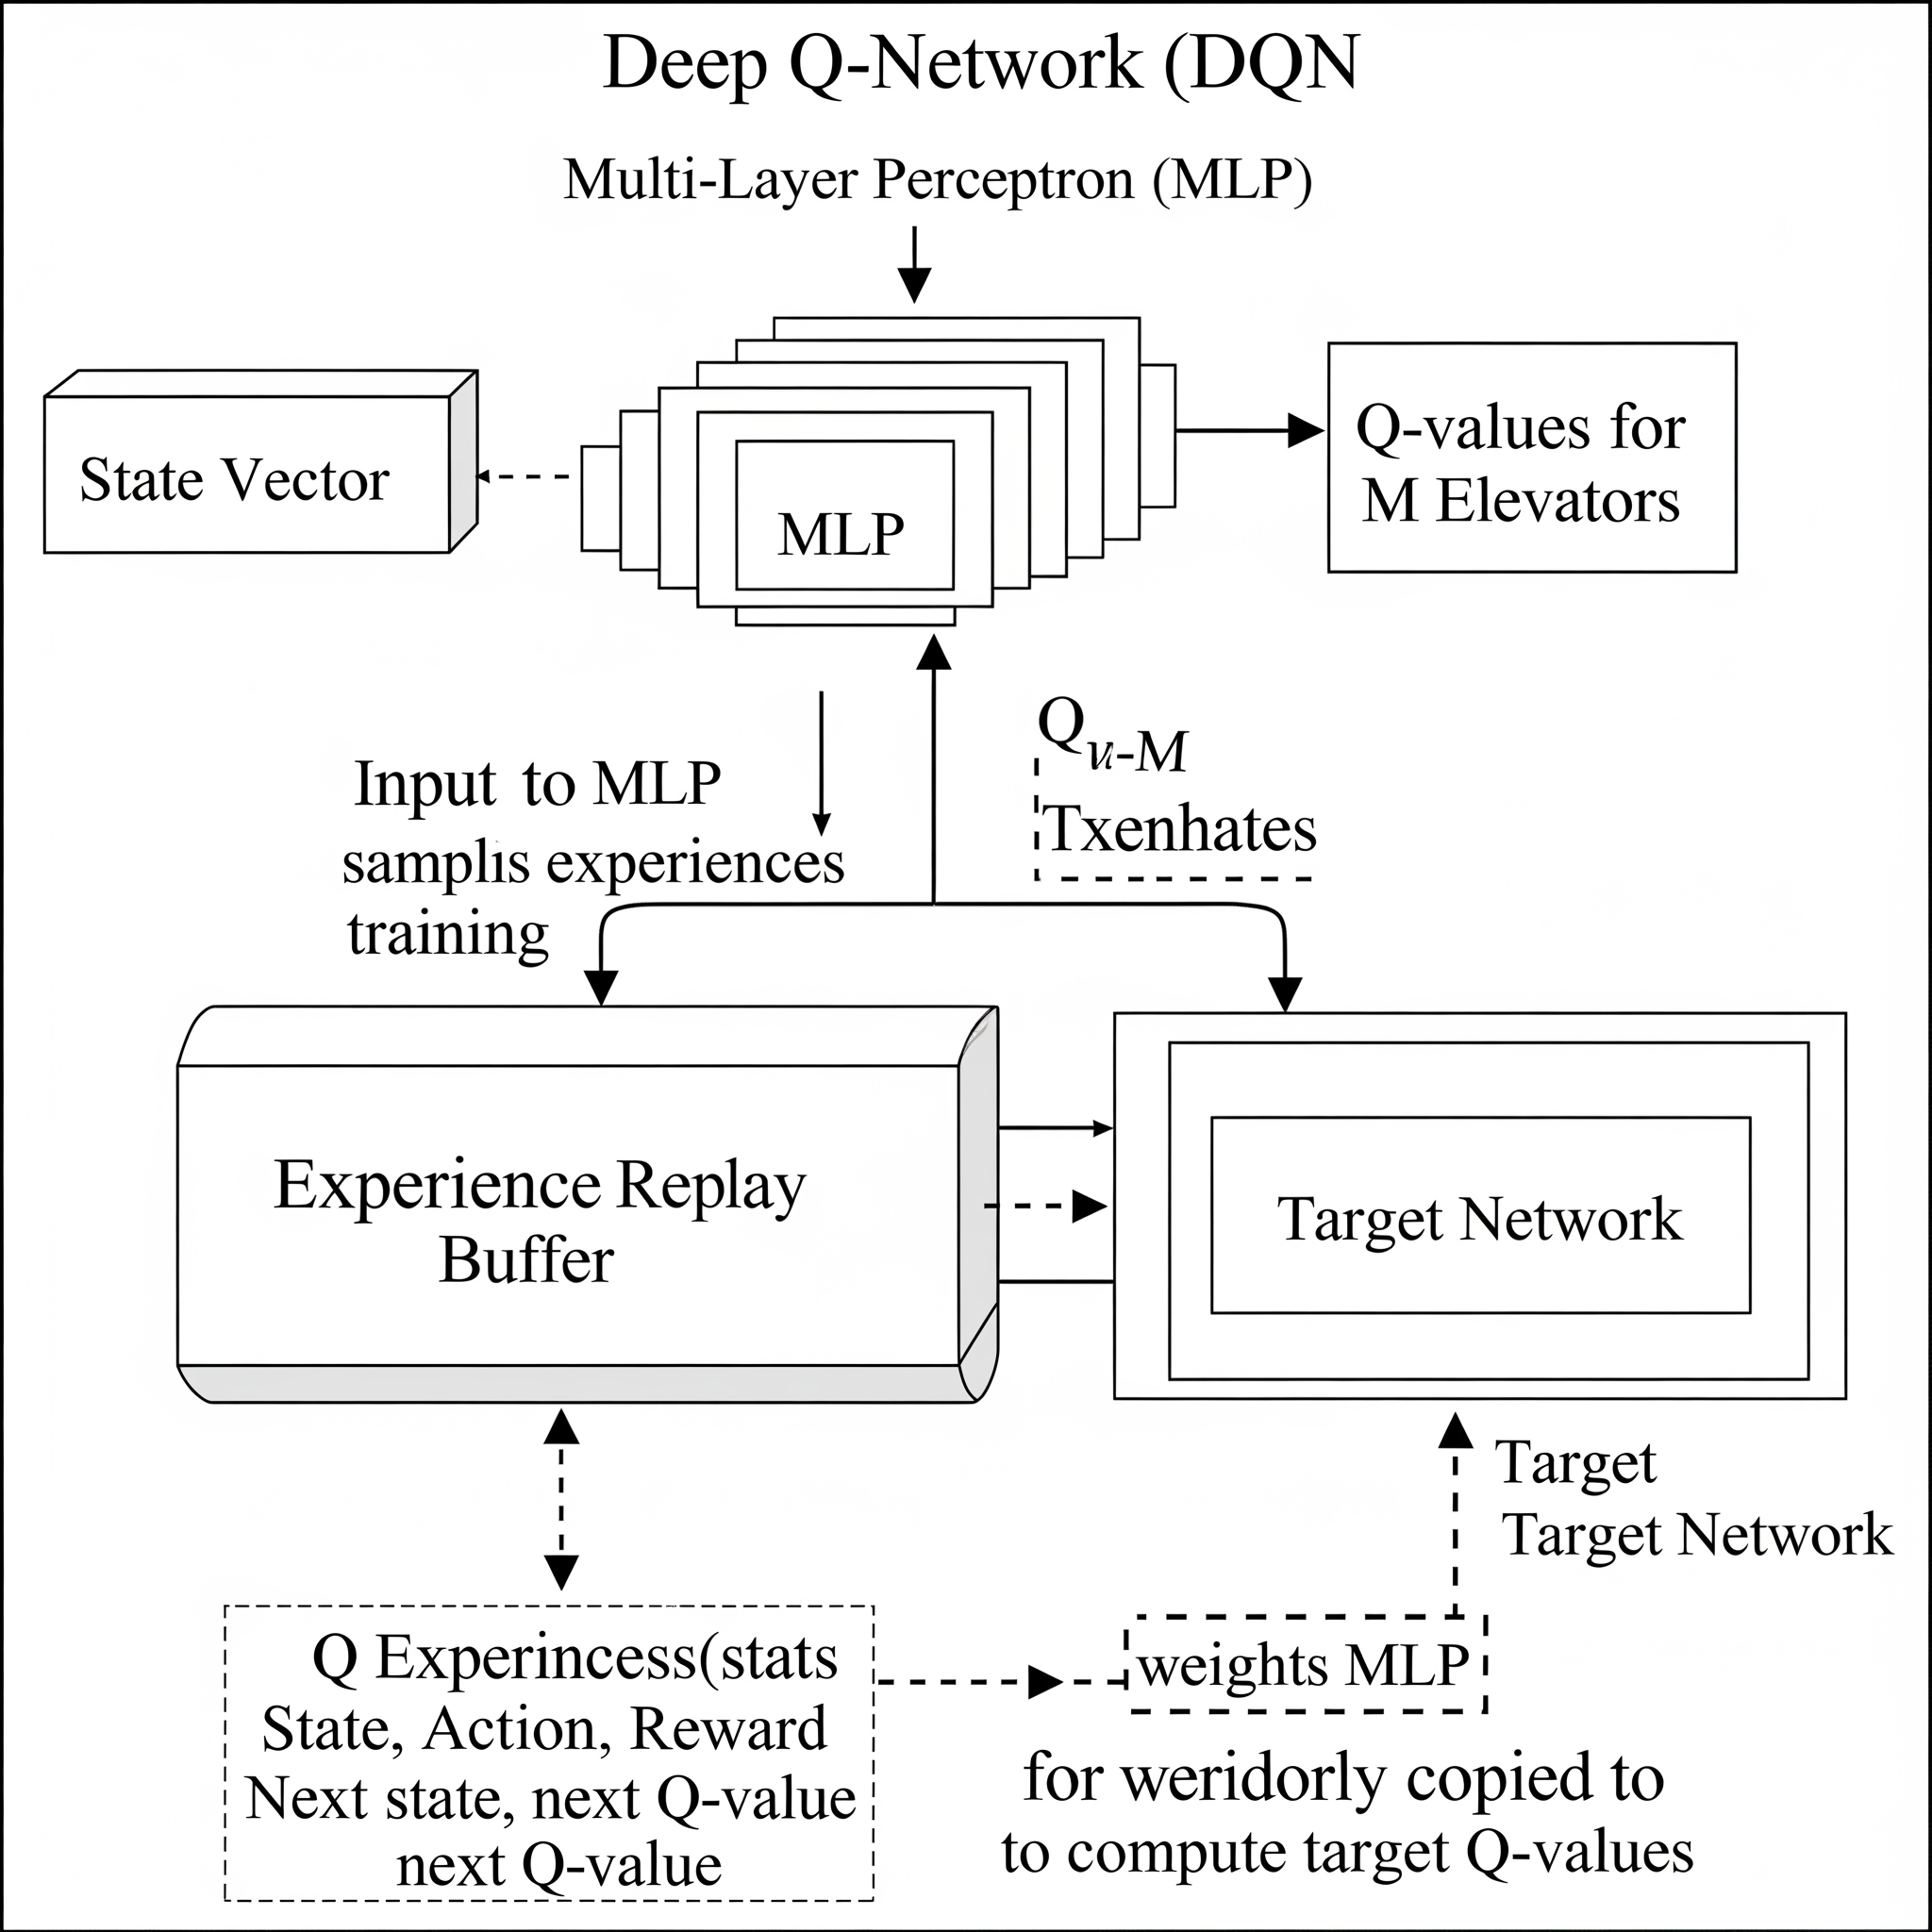 Deep Q-Network (DQN
Multi-Layer Perceptron (MLP)
State Vector
MLP
Q-values for
M Elevators
Input to MLP
samplis experiences
training
Q u-M
Txenhates
Experience Replay
Buffer
Target Network
Target
Target Network
Q Experincess(stats
State, Action, Reward
Next state, next Q-value
next Q-value
weights MLP
for weridorly copied to
to compute target Q-values